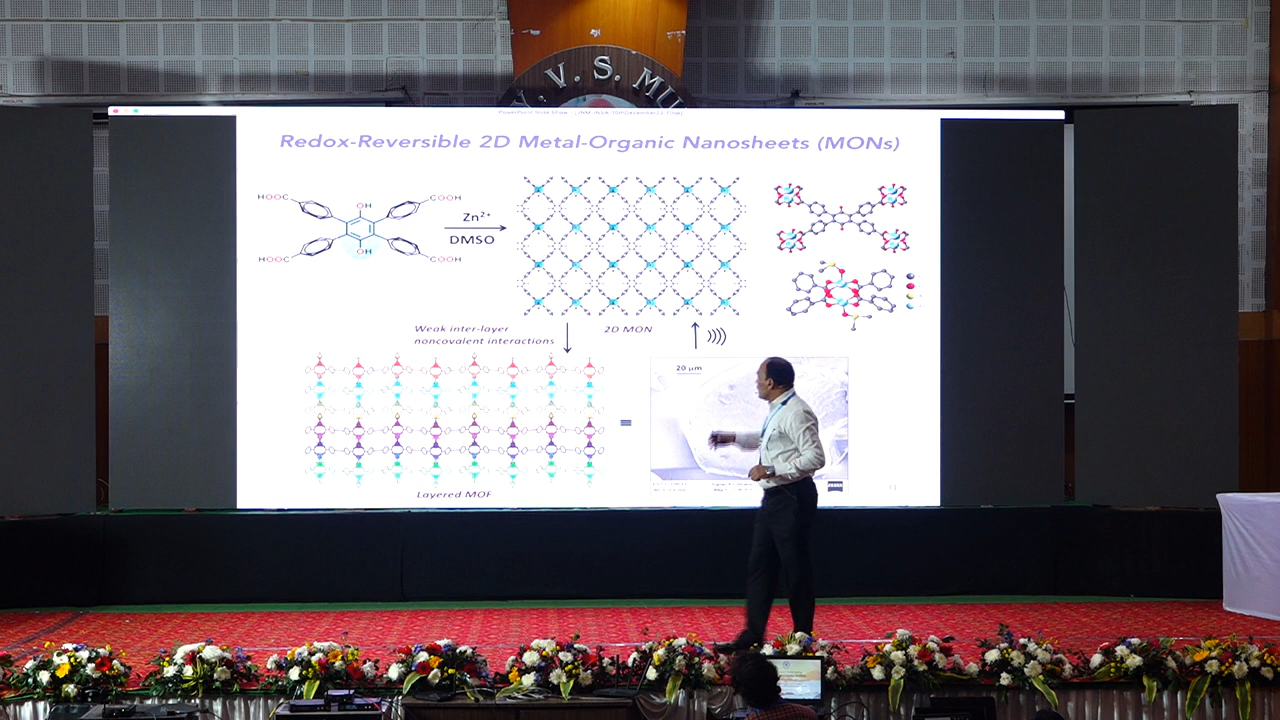 Y. V. S. MU
Redox-Reversible 2D Metal-Organic Nanosheets (MONs)
HOOC
COOH
OH
Zn²⁺
DMSO
OH
HOOC
COOH
Weak inter-layer
noncovalent interactions
2D MON
20 µm
=
Layered MOF